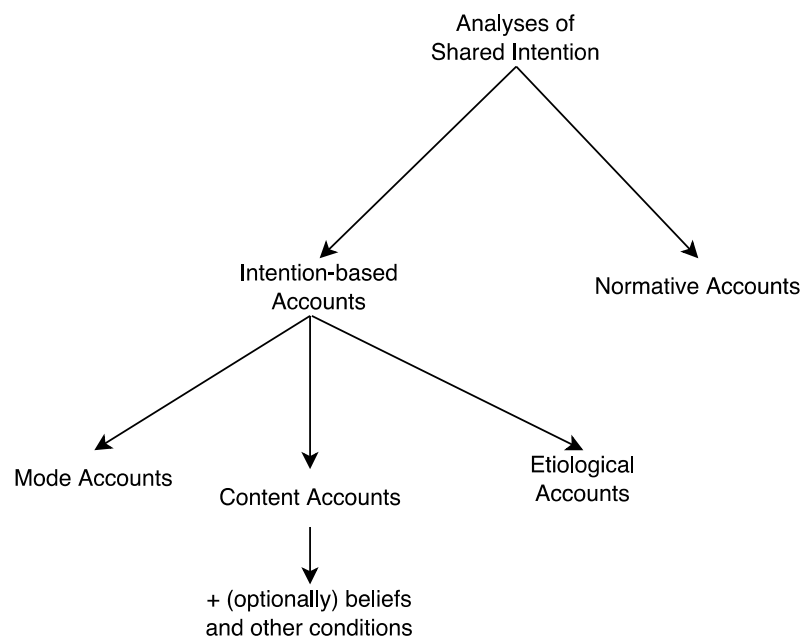 Analyses of
Shared Intention
Intention-based
Accounts
Normative Accounts
Mode Accounts
Content Accounts
Etiological
Accounts
+ (optionally) beliefs
and other conditions